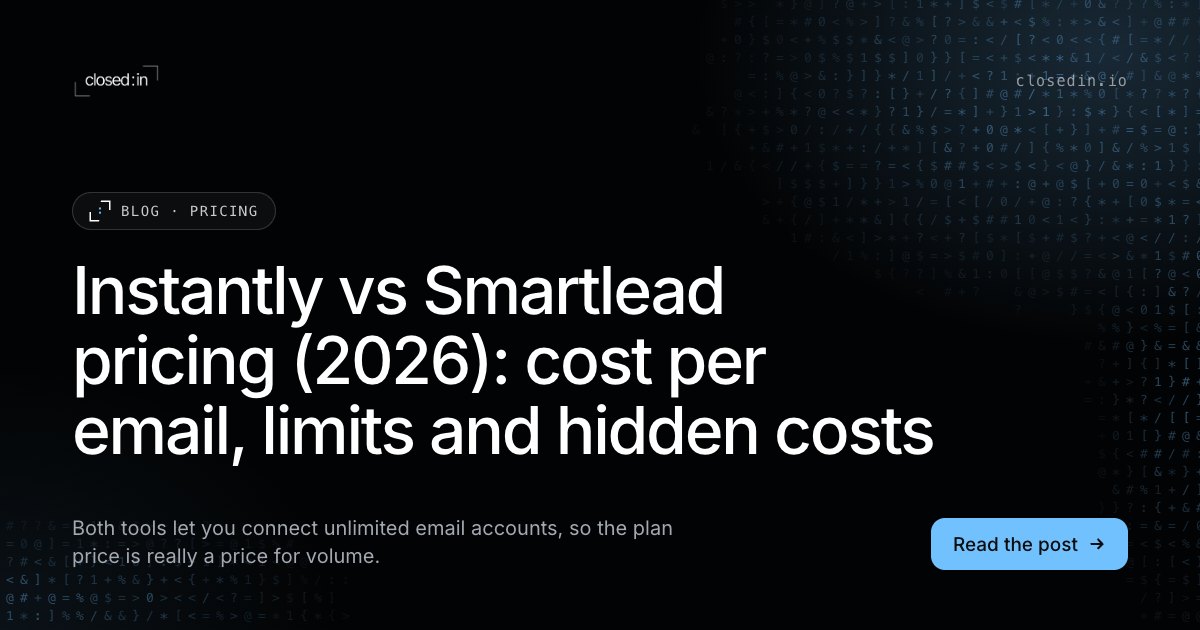 closed:in
closedin.io
BLOG · PRICING
Instantly vs Smartlead
pricing (2026): cost per
email, limits and hidden costs
Both tools let you connect unlimited email accounts, so the plan
price is really a price for volume.
Read the post →